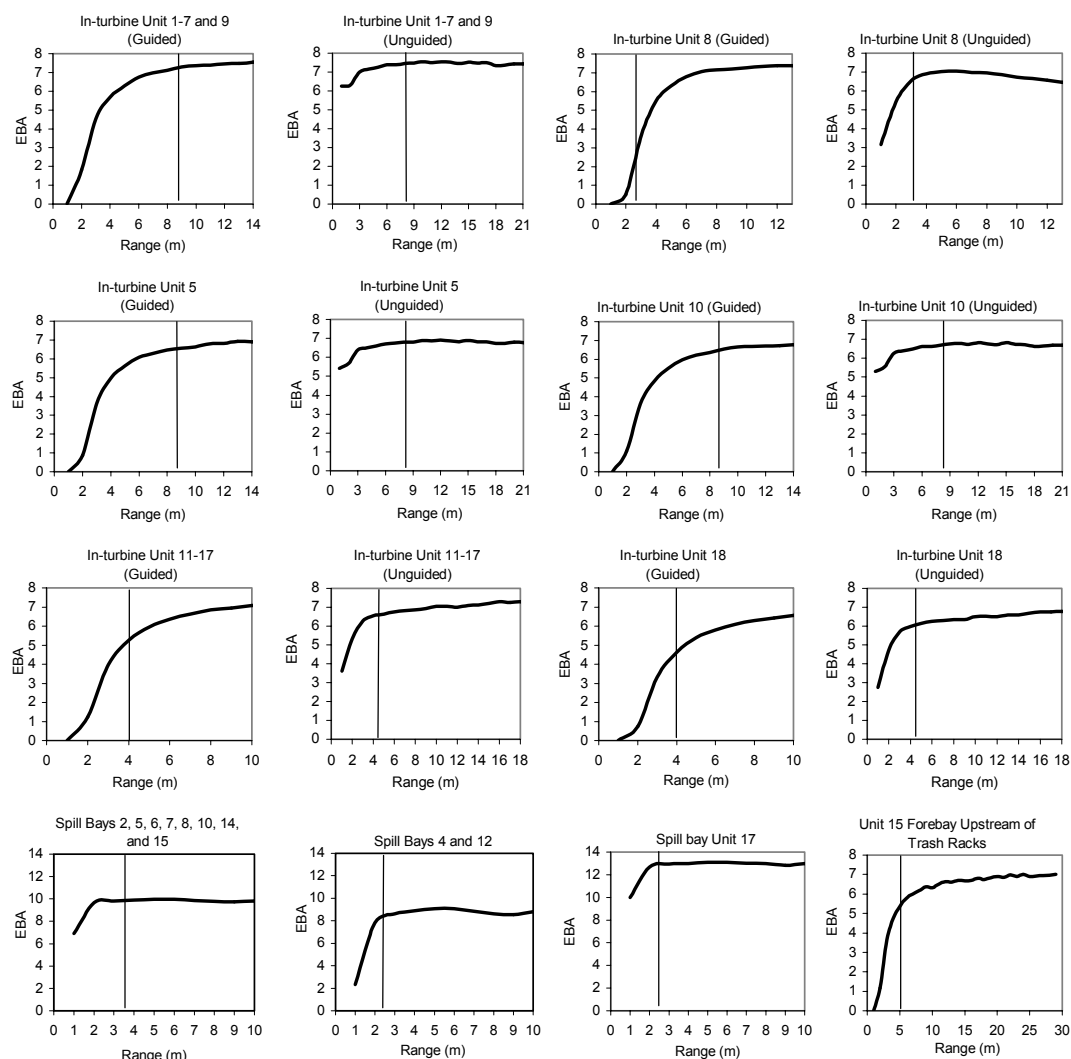 In-turbine Unit 1-7 and 9
(Guided)
8
7
6
5
4
3
2
1
0
EBA
0 2 4 6 8 10 12 14
Range (m)
In-turbine Unit 1-7 and 9
(Unguided)
8
7
6
5
4
3
2
1
0
EBA
0 3 6 9 12 15 18 21
Range (m)
In-turbine Unit 8 (Guided)
8
7
6
5
4
3
2
1
0
EBA
0 2 4 6 8 10 12
Range (m)
In-turbine Unit 8 (Unguided)
8
7
6
5
4
3
2
1
0
EBA
0 2 4 6 8 10 12
Range (m)
In-turbine Unit 5
(Guided)
8
7
6
5
4
3
2
1
0
EBA
0 2 4 6 8 10 12 14
Range (m)
In-turbine Unit 5
(Unguided)
8
7
6
5
4
3
2
1
0
EBA
0 3 6 9 12 15 18 21
Range (m)
In-turbine Unit 10 (Guided)
8
7
6
5
4
3
2
1
0
EBA
0 2 4 6 8 10 12 14
Range (m)
In-turbine Unit 10 (Unguided)
8
7
6
5
4
3
2
1
0
EBA
0 3 6 9 12 15 18 21
Range (m)
In-turbine Unit 11-17
(Guided)
8
7
6
5
4
3
2
1
0
EBA
0 2 4 6 8 10
Range (m)
In-turbine Unit 11-17
(Unguided)
8
7
6
5
4
3
2
1
0
EBA
0 2 4 6 8 10 12 14 16 18
Range (m)
In-turbine Unit 18
(Guided)
8
7
6
5
4
3
2
1
0
EBA
0 2 4 6 8 10
Range (m)
In-turbine Unit 18
(Unguided)
8
7
6
5
4
3
2
1
0
EBA
0 2 4 6 8 10 12 14 16 18
Range (m)
Spill Bays 2, 5, 6, 7, 8, 10, 14,
and 15
14
12
10
8
6
4
2
0
EBA
0 1 2 3 4 5 6 7 8 9 10
Range (m)
Spill Bays 4 and 12
14
12
10
8
6
4
2
0
EBA
0 1 2 3 4 5 6 7 8 9 10
Range (m)
Spill bay Unit 17
14
12
10
8
6
4
2
0
EBA
0 1 2 3 4 5 6 7 8 9 10
Range (m)
Unit 15 Forebay Upstream of
Trash Racks
8
7
6
5
4
3
2
1
0
EBA
0 5 10 15 20 25 30
Range (m)